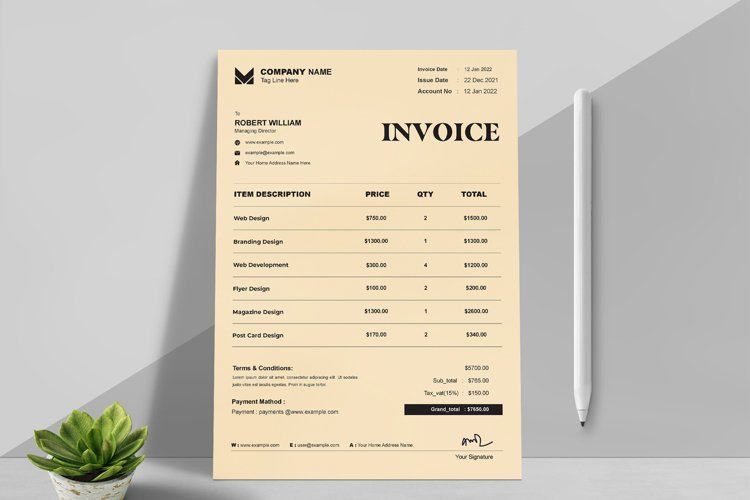 COMPANY NAME
Tag Line Here
Invoice Date : 12 Jan 2022
Issue Date : 22 Dec 2021
Account No : 12 Jan 2022
To
ROBERT WILLIAM
Managing Director
www.example.com
example@example.com
Your Home Address Name Here.
INVOICE
ITEM DESCRIPTION PRICE QTY TOTAL
Web Design $750.00 2 $1500.00
Branding Design $1300.00 1 $1300.00
Web Development $300.00 4 $1200.00
Flyer Design $100.00 2 $200.00
Magazine Design $1300.00 1 $2600.00
Post Card Design $170.00 2 $340.00
Terms & Conditions:
Lorem ipsum dolor sit amet, consectetur adipiscing elit. Ut sodales
justo vitae est iaculis egestas. Proin in augue tortor.
Payment Mathod :
Payment : payments @www.example.com
$5700.00
Sub_total : $765.00
Tax_vat(15%) : $150.00
Grand_total : $7650.00
W : www.example.com E : user@example.com A : Your Home Address Name.
Your Signature